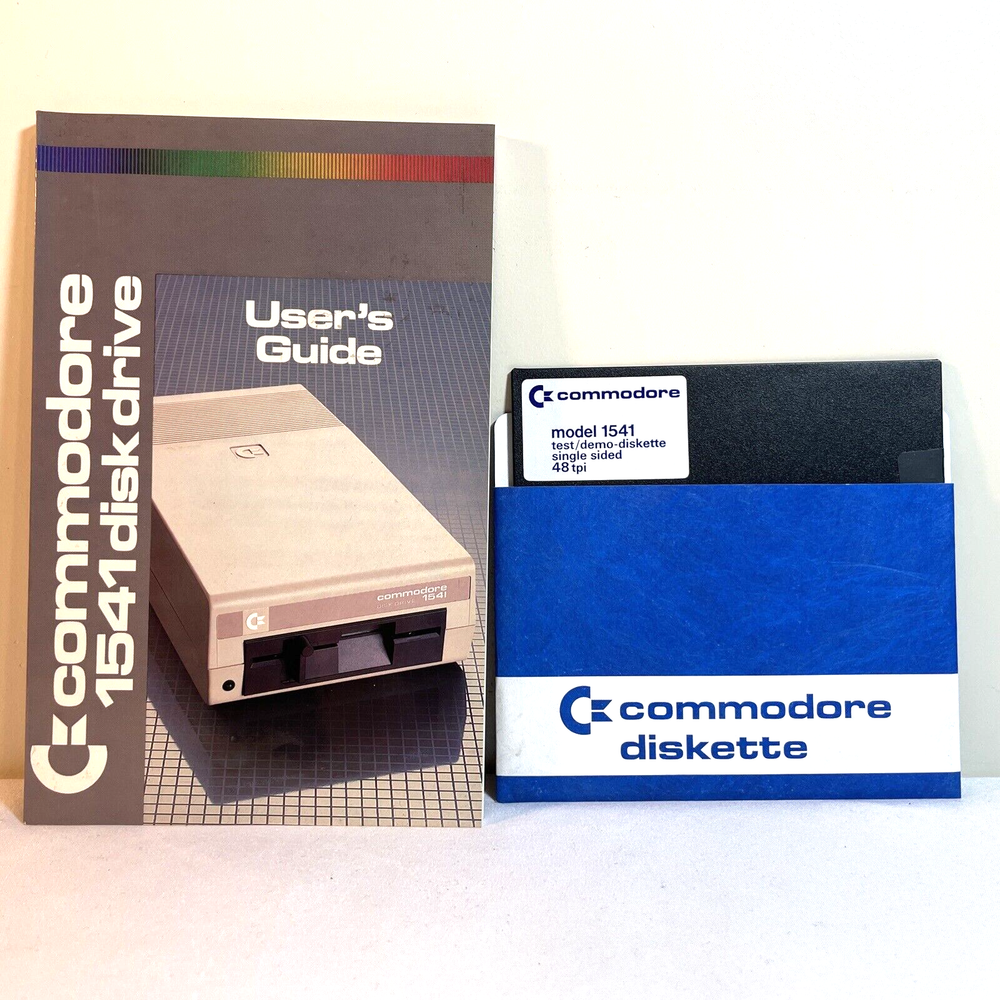 commodore
1541 disk drive
User's
Guide
commodore
1541
commodore
model 1541
test/demo-diskette
single sided
48 tpi
commodore
diskette